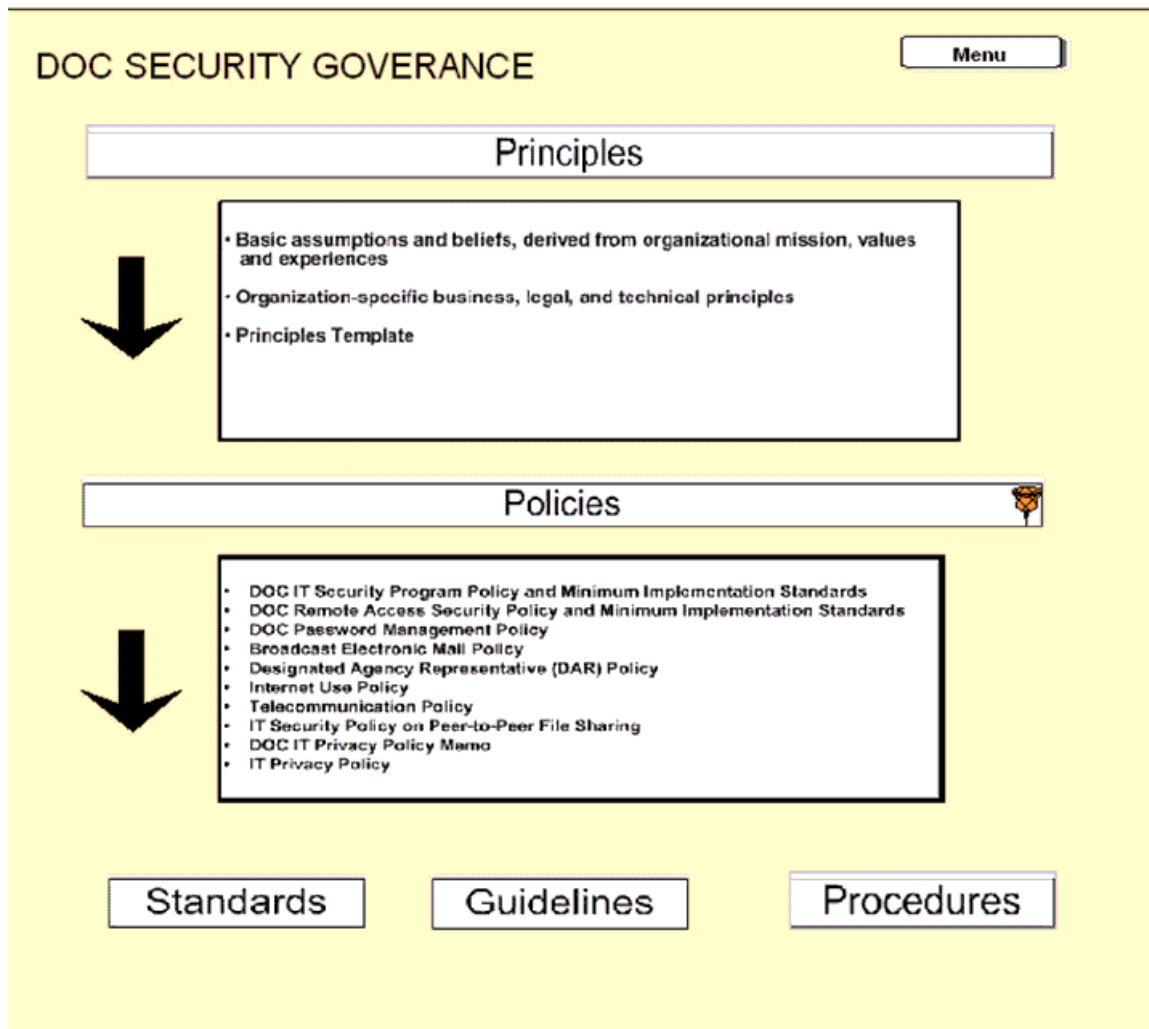 DOC SECURITY GOVERANCE
Menu
Principles
• Basic assumptions and beliefs, derived from organizational mission, values
and experiences
• Organization-specific business, legal, and technical principles
• Principles Template
Policies
• DOC IT Security Program Policy and Minimum Implementation Standards
• DOC Remote Access Security Policy and Minimum Implementation Standards
• DOC Password Management Policy
• Broadcast Electronic Mail Policy
• Designated Agency Representative (DAR) Policy
• Internet Use Policy
• Telecommunication Policy
• IT Security Policy on Peer-to-Peer File Sharing
• DOC IT Privacy Policy Memo
• IT Privacy Policy
Standards
Guidelines
Procedures